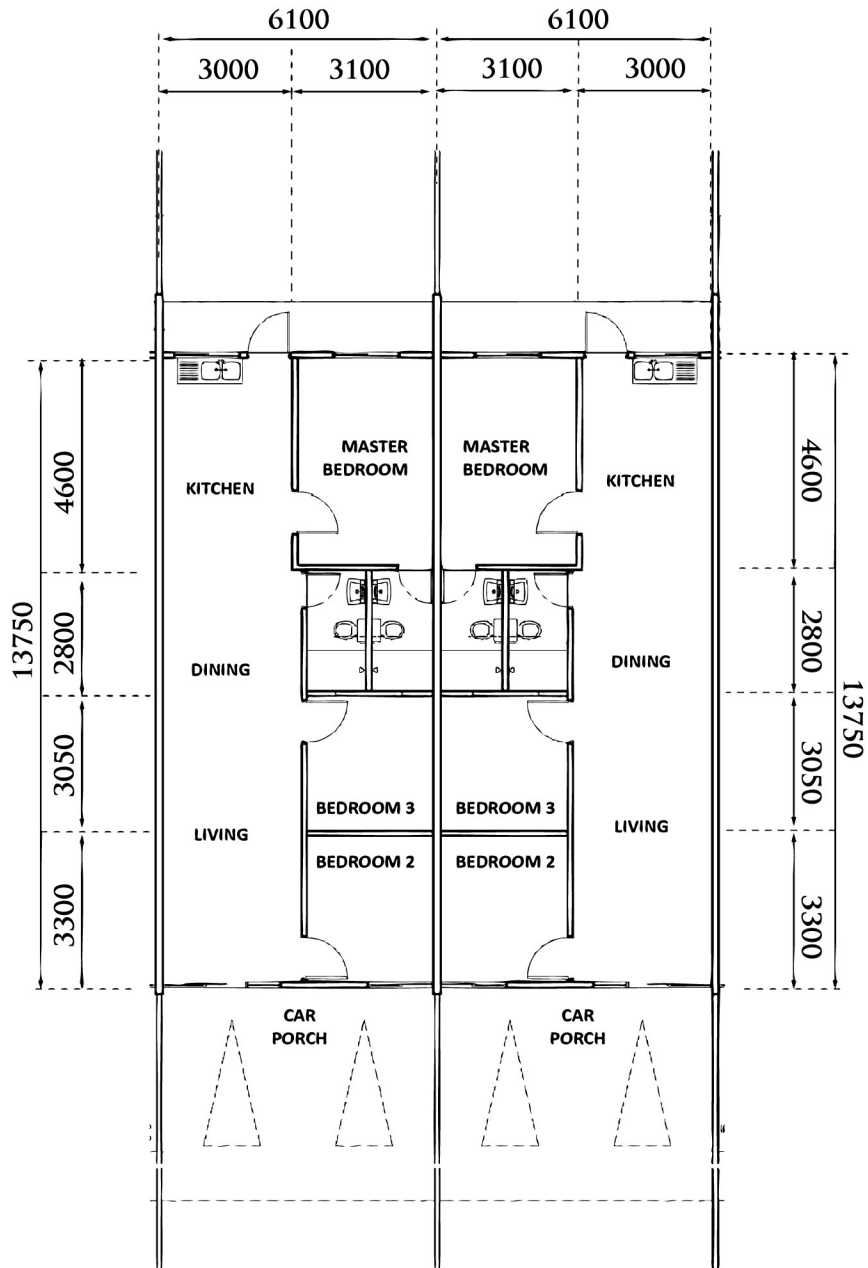 6100 6100
3000 3100 3100 3000
MASTER
BEDROOM
MASTER
BEDROOM
KITCHEN
KITCHEN
4600
4600
13750
2800
2800
13750
DINING
DINING
3050
3050
BEDROOM 3
BEDROOM 3
LIVING
LIVING
BEDROOM 2
BEDROOM 2
3300
3300
CAR
PORCH
CAR
PORCH